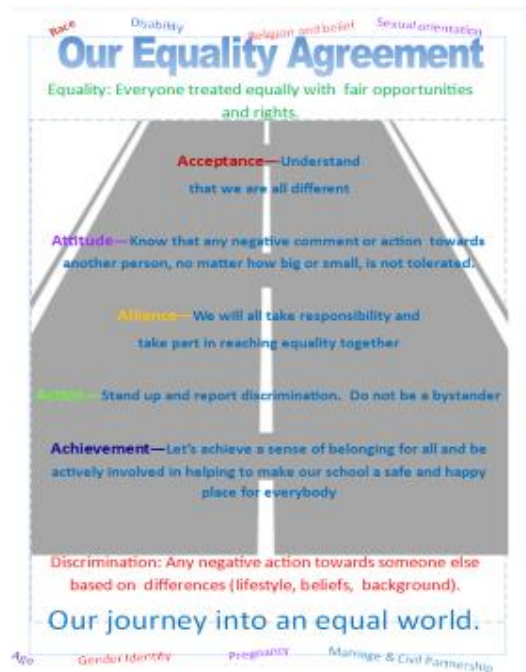 Race Disability Religion and belief Sexual orientation
Our Equality Agreement
Equality: Everyone treated equally with fair opportunities
and rights.
Acceptance—Understand
that we are all different
Attitude—Know that any negative comment or action towards
another person, no matter how big or small, is not tolerated.
Alliance—We will all take responsibility and
take part in reaching equality together
Action—Stand up and report discrimination. Do not be a bystander
Achievement—Let's achieve a sense of belonging for all and be
actively involved in helping to make our school a safe and happy
place for everybody
Discrimination: Any negative action towards someone else
based on differences (lifestyle, beliefs, background).
Our journey into an equal world.
Age Gender Identity Pregnancy Marriage & Civil Partnership